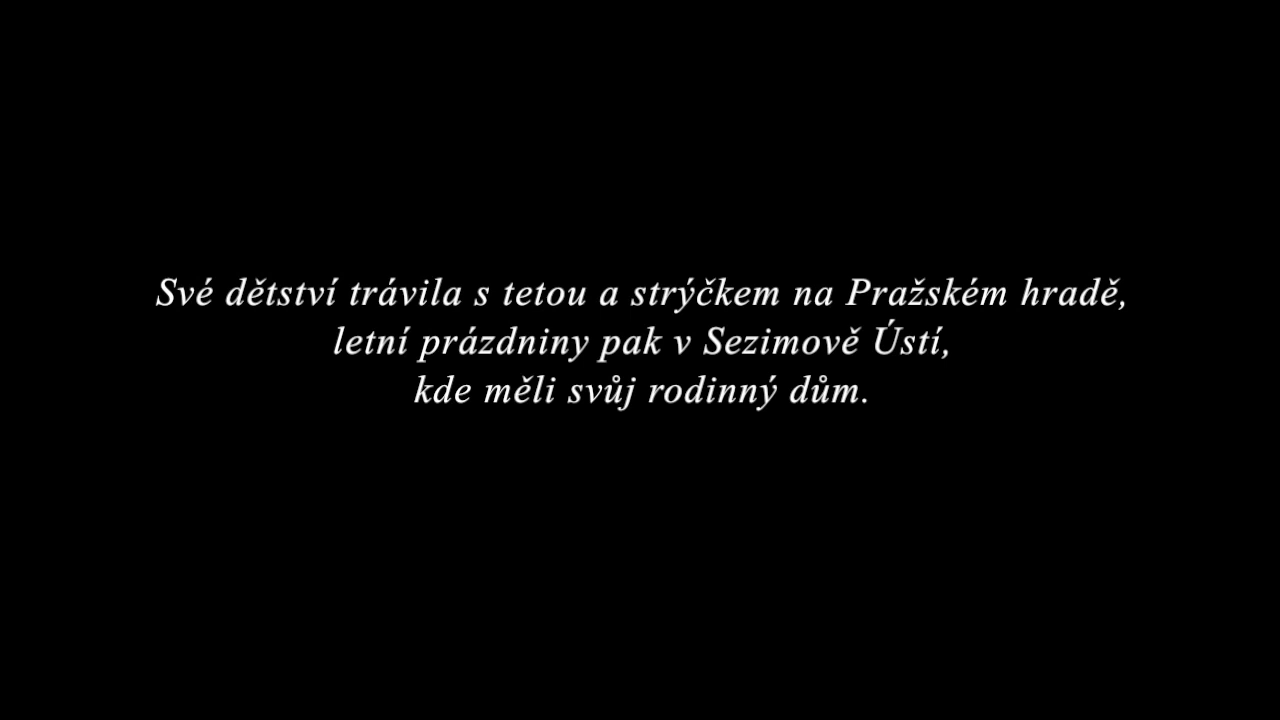 Své dětství trávila s tetou a strýčkem na Pražském hradě,
letní prázdniny pak v Sezimově Ústí,
kde měli svůj rodinný dům.